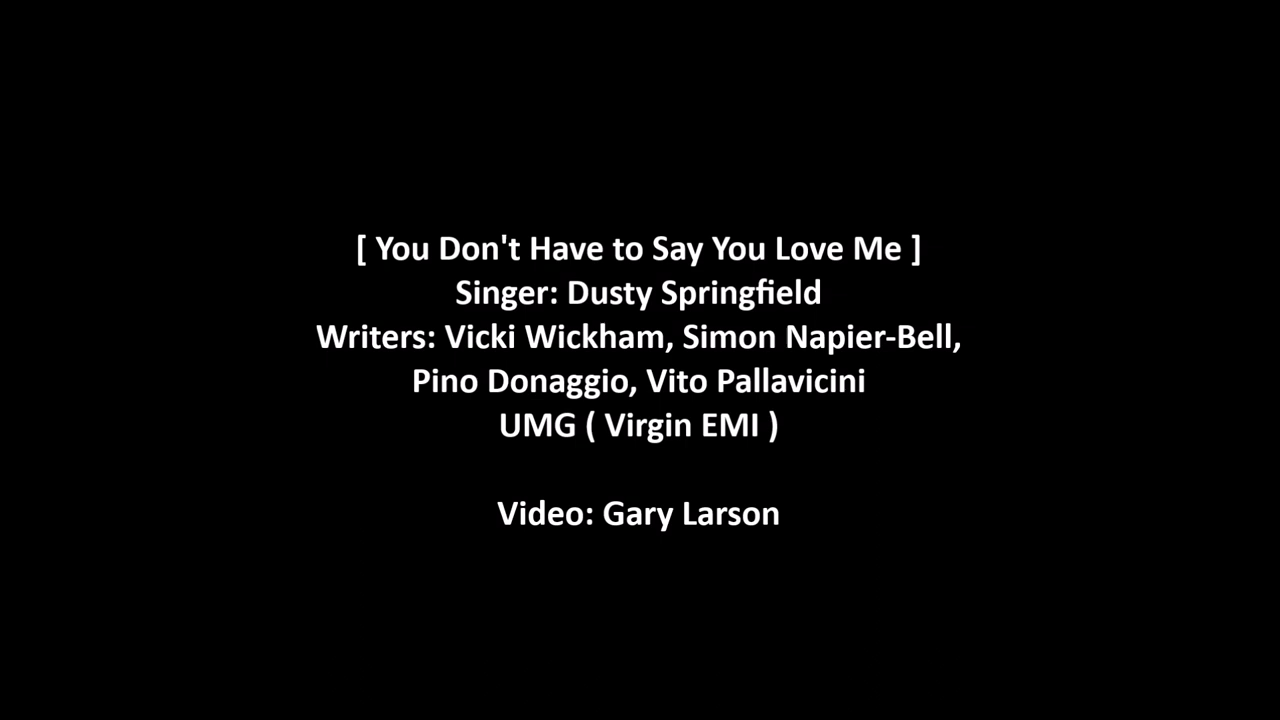 [ You Don't Have to Say You Love Me ]
Singer: Dusty Springfield
Writers: Vicki Wickham, Simon Napier-Bell,
Pino Donaggio, Vito Pallavicini
UMG ( Virgin EMI )
Video: Gary Larson